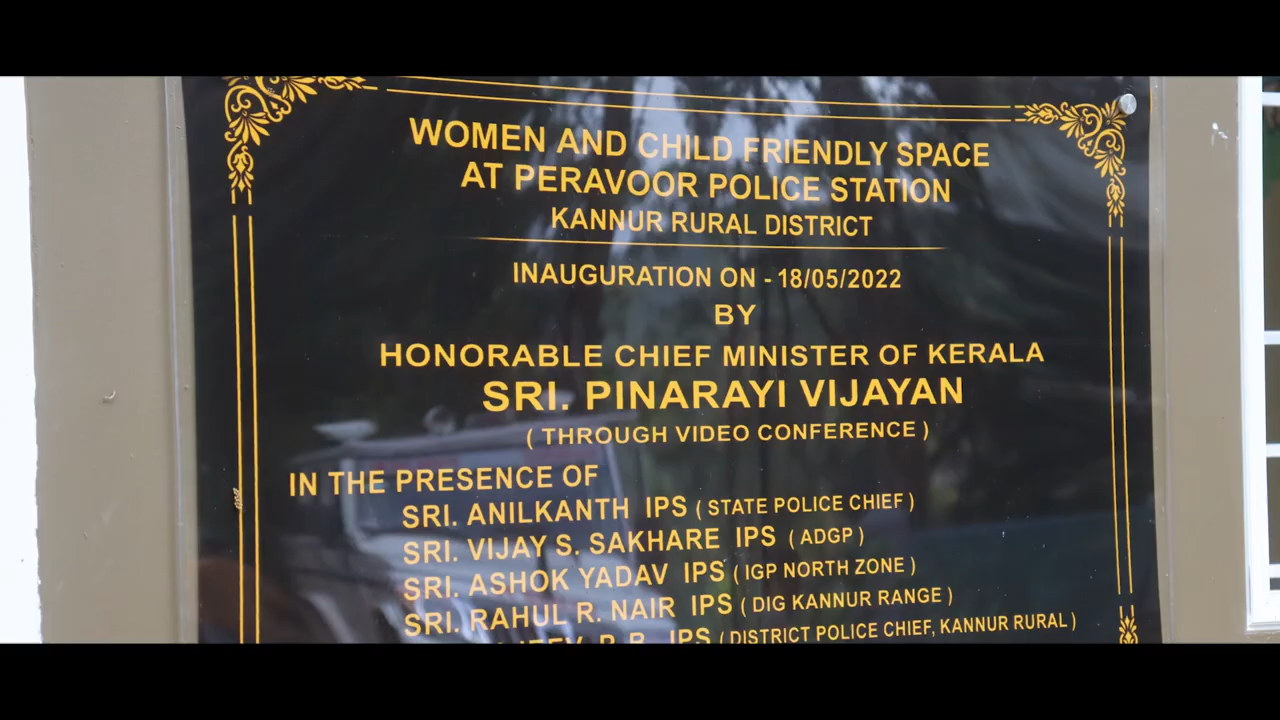 WOMEN AND CHILD FRIENDLY SPACE
AT PERAVOOR POLICE STATION
KANNUR RURAL DISTRICT
INAUGURATION ON - 18/05/2022
BY
HONORABLE CHIEF MINISTER OF KERALA
SRI. PINARAYI VIJAYAN
( THROUGH VIDEO CONFERENCE )
IN THE PRESENCE OF
SRI. ANILKANTH IPS ( STATE POLICE CHIEF )
SRI. VIJAY S. SAKHARE IPS ( ADGP )
SRI. ASHOK YADAV IPS ( IGP NORTH ZONE )
SRI. RAHUL R. NAIR IPS ( DIG KANNUR RANGE )
IPS ( DISTRICT POLICE CHIEF, KANNUR RURAL )